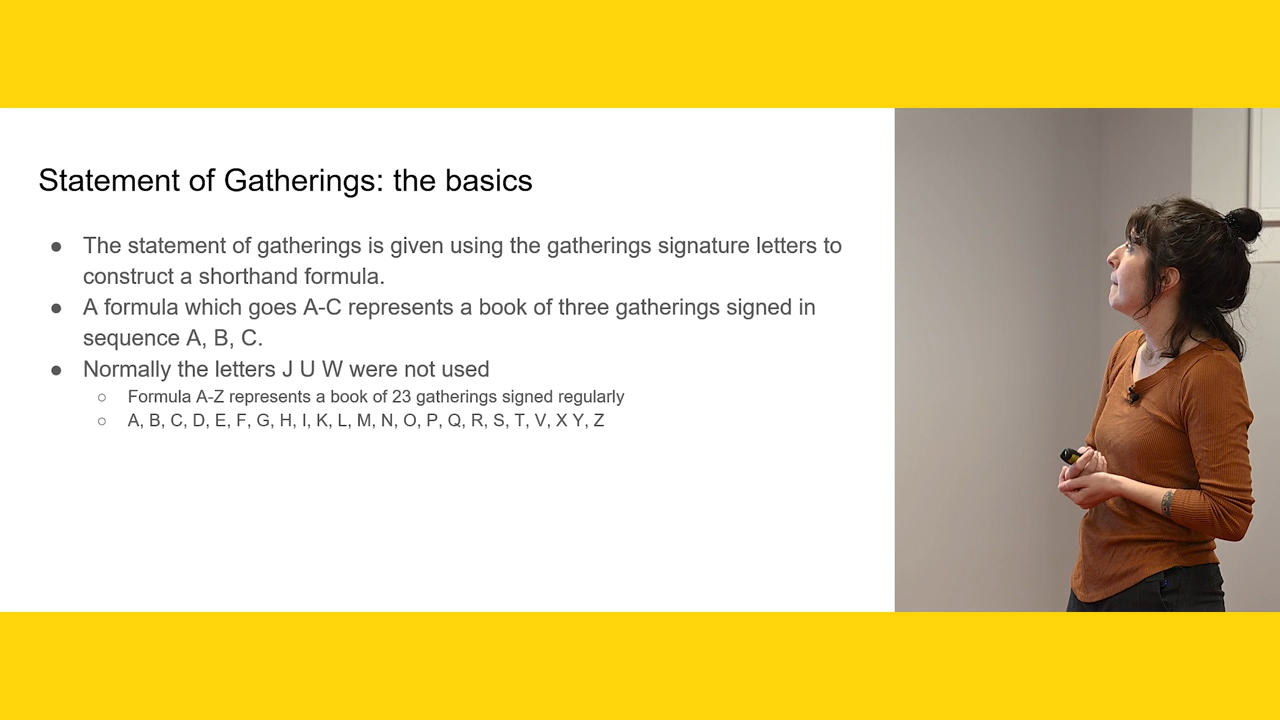 Statement of Gatherings: the basics
● The statement of gatherings is given using the gatherings signature letters to
construct a shorthand formula.
● A formula which goes A-C represents a book of three gatherings signed in
sequence A, B, C.
● Normally the letters J U W were not used
○ Formula A-Z represents a book of 23 gatherings signed regularly
○ A, B, C, D, E, F, G, H, I, K, L, M, N, O, P, Q, R, S, T, V, X Y, Z